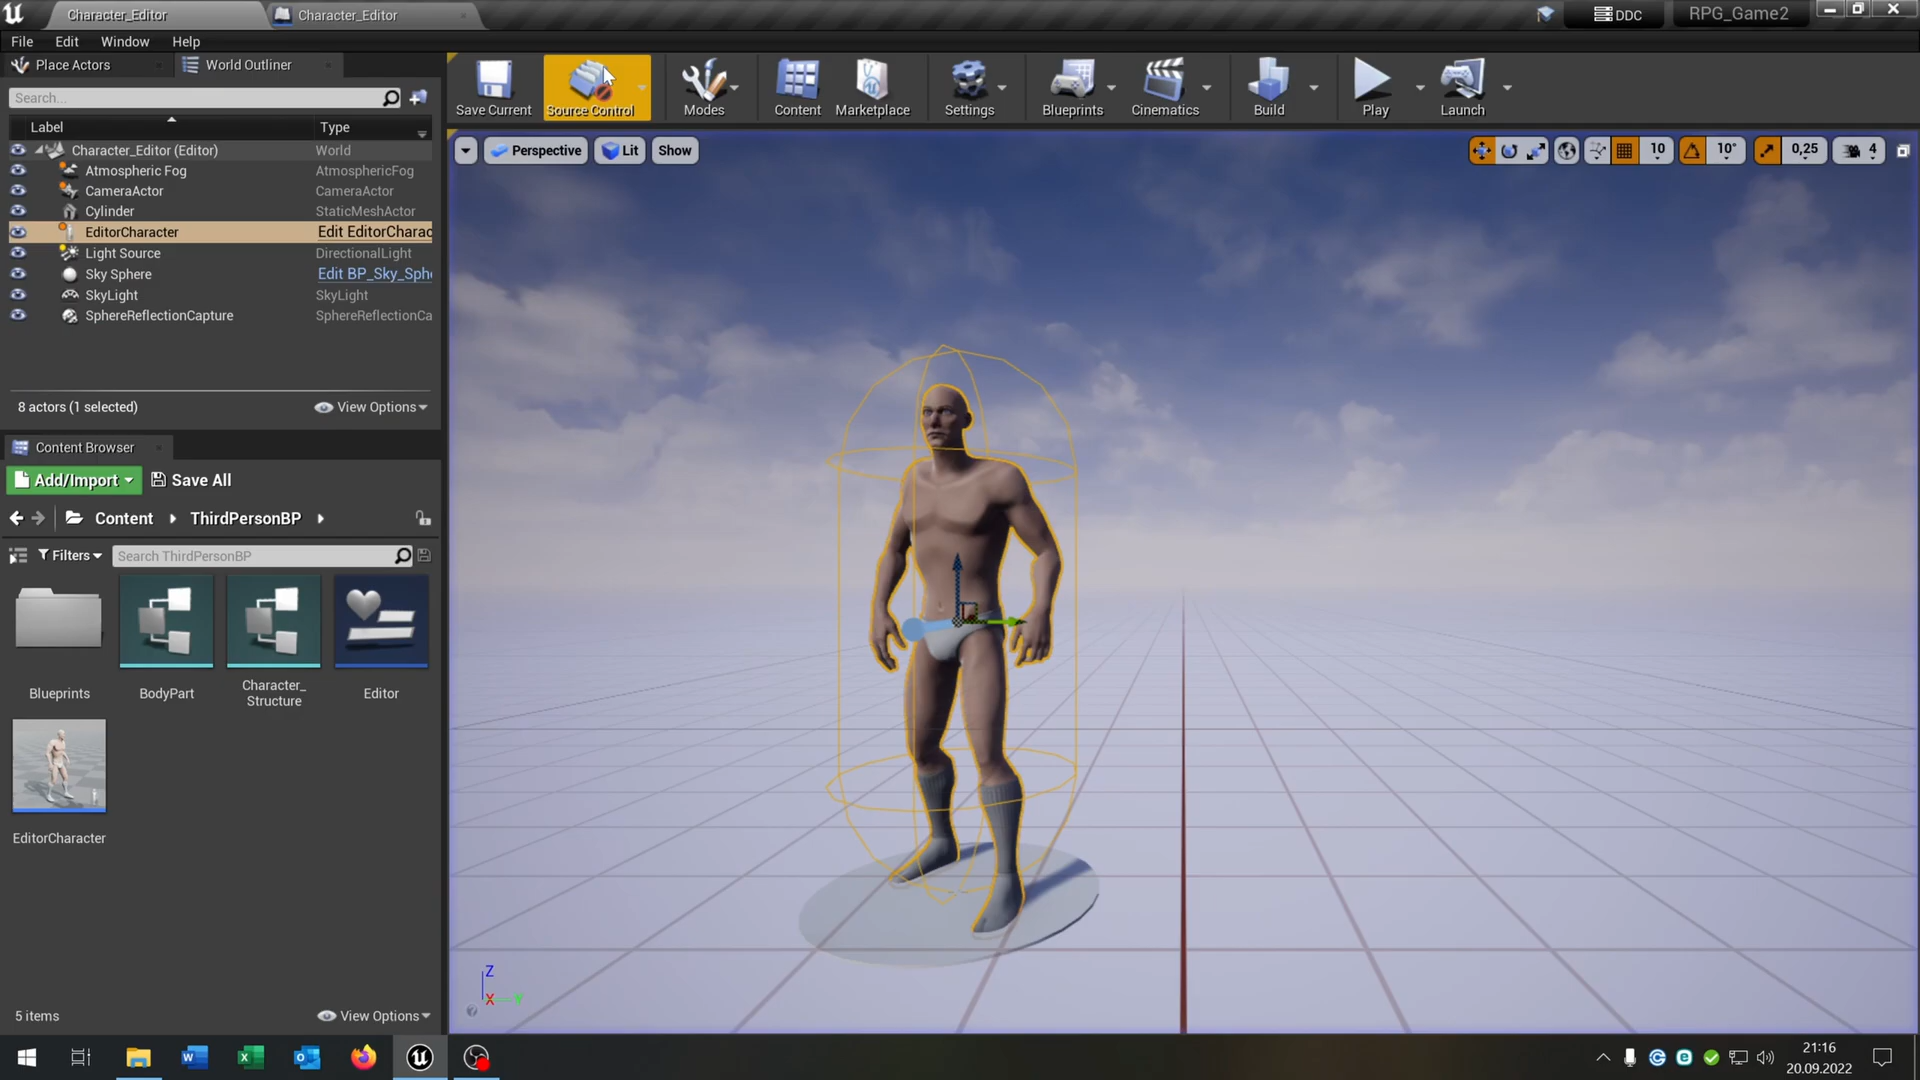 Character_Editor
Character_Editor
DDC
RPG_Game2
File Edit Window Help
Place Actors
World Outliner
Search...
Label Type
Character_Editor (Editor) World
Atmospheric Fog AtmosphericFog
CameraActor CameraActor
Cylinder StaticMeshActor
EditorCharacter Edit EditorCharac
Light Source DirectionalLight
Sky Sphere Edit BP_Sky_Sph
SkyLight SkyLight
SphereReflectionCapture SphereReflectionCa
8 actors (1 selected) View Options
Save Current Source Control Modes Content Marketplace Settings Blueprints Cinematics Build Play Launch
Perspective Lit Show
10 10° 0,25 4
Content Browser
Add/Import Save All
Content ThirdPersonBP
Filters Search ThirdPersonBP
Blueprints BodyPart Character_
Structure Editor
EditorCharacter
5 items View Options
Z
X Y
21:16
20.09.2022